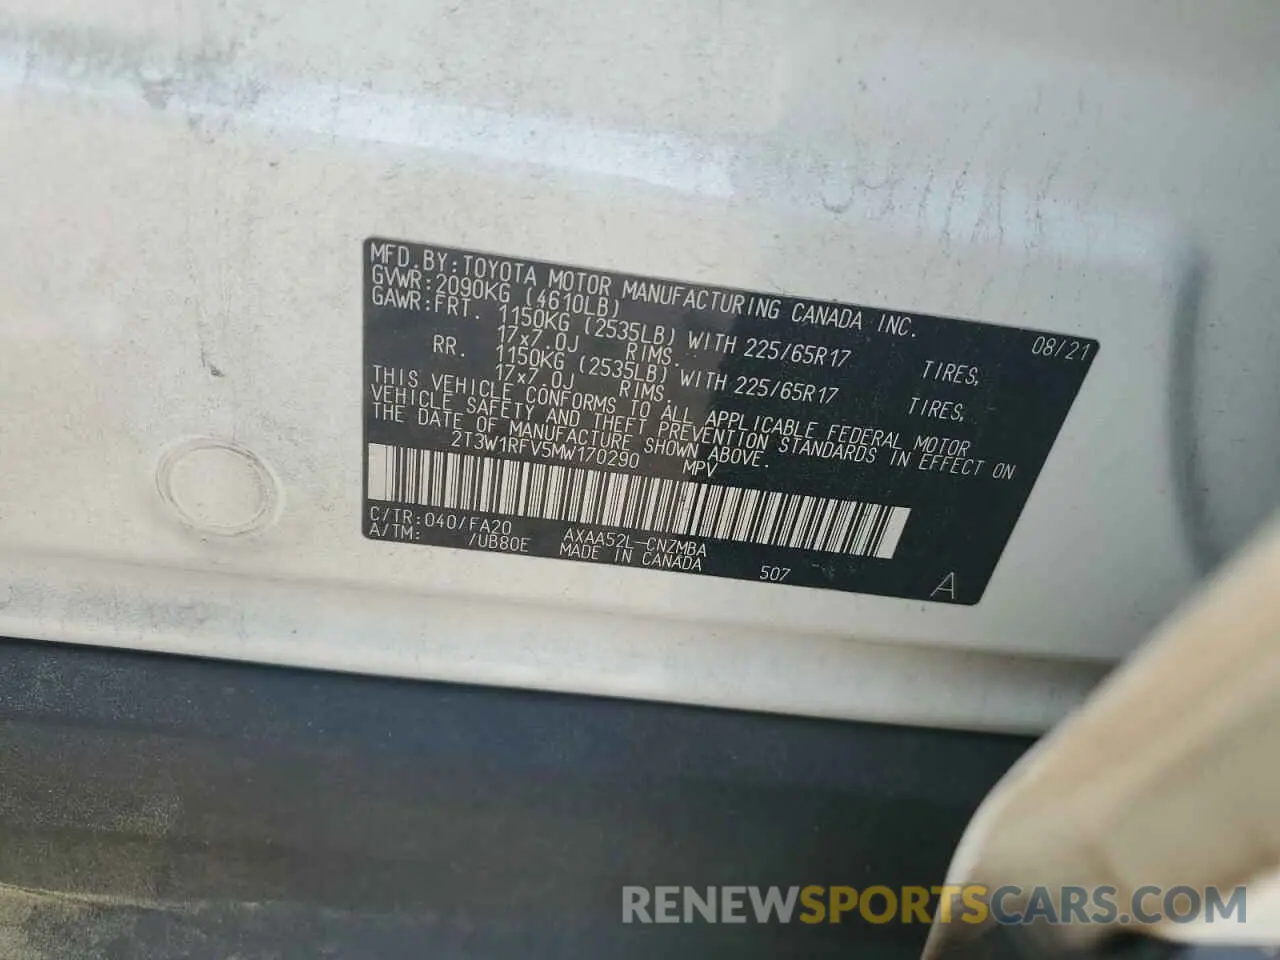 MFD.BY:TOYOTA MOTOR MANUFACTURING CANADA INC. 08/21
GVWR:2090KG (4610LB)
GAWR:FRT. 1150KG (2535LB) WITH 225/65R17 TIRES,
17x7.0J RIMS.
RR. 1150KG (2535LB) WITH 225/65R17 TIRES,
17x7.0J RIMS.
THIS VEHICLE CONFORMS TO ALL APPLICABLE FEDERAL MOTOR
VEHICLE SAFETY AND THEFT PREVENTION STANDARDS IN EFFECT ON
THE DATE OF MANUFACTURE SHOWN ABOVE.
2T3W1RFV5MW170290 MPV
C/TR:040/FA20 AXAA52L-CNZMBA
A/TM: /UB80E MADE IN CANADA 507 A
RENEWSPORTSCARS.COM